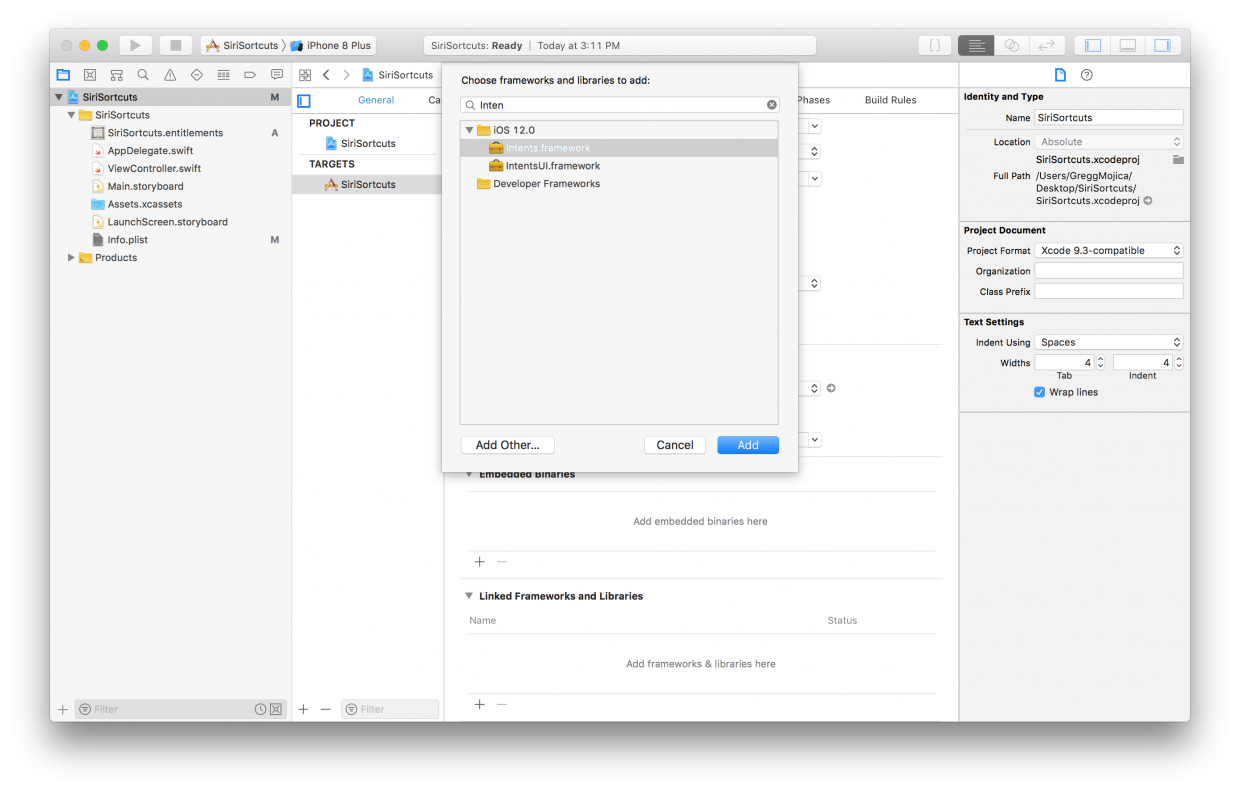 SiriSortcuts
iPhone 8 Plus
SiriSortcuts: Ready | Today at 3:11 PM
SiriSortcuts M
SiriSortcuts
SiriSortcuts.entitlements A
AppDelegate.swift
ViewController.swift
Main.storyboard
Assets.xcassets
LaunchScreen.storyboard
Info.plist M
Products
Filter
SiriSortcuts
General Ca
Phases Build Rules
PROJECT
SiriSortcuts
TARGETS
SiriSortcuts
Filter
Choose frameworks and libraries to add:
Inten
iOS 12.0
Intents.framework
IntentsUI.framework
Developer Frameworks
Add Other... Cancel Add
Embedded Binaries
Add embedded binaries here
Linked Frameworks and Libraries
Name Status
Add frameworks & libraries here
Identity and Type
Name SiriSortcuts
Location Absolute
SiriSortcuts.xcodeproj
Full Path /Users/GreggMojica/
Desktop/SiriSortcuts/
SiriSortcuts.xcodeproj
Project Document
Project Format Xcode 9.3-compatible
Organization
Class Prefix
Text Settings
Indent Using Spaces
Widths 4 4
Tab Indent
Wrap lines